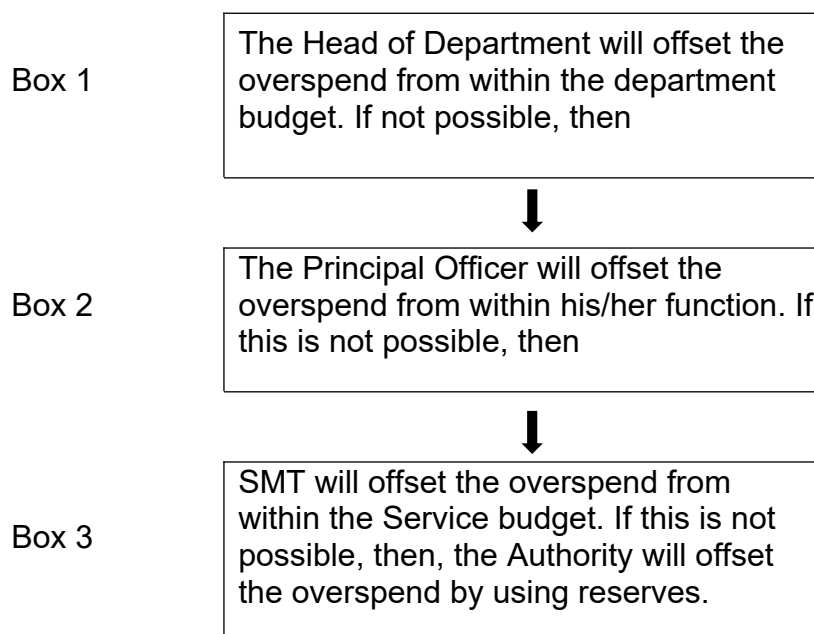 Box 1
The Head of Department will offset the
overspend from within the department
budget. If not possible, then
Box 2
The Principal Officer will offset the
overspend from within his/her function. If
this is not possible, then
Box 3
SMT will offset the overspend from
within the Service budget. If this is not
possible, then, the Authority will offset
the overspend by using reserves.